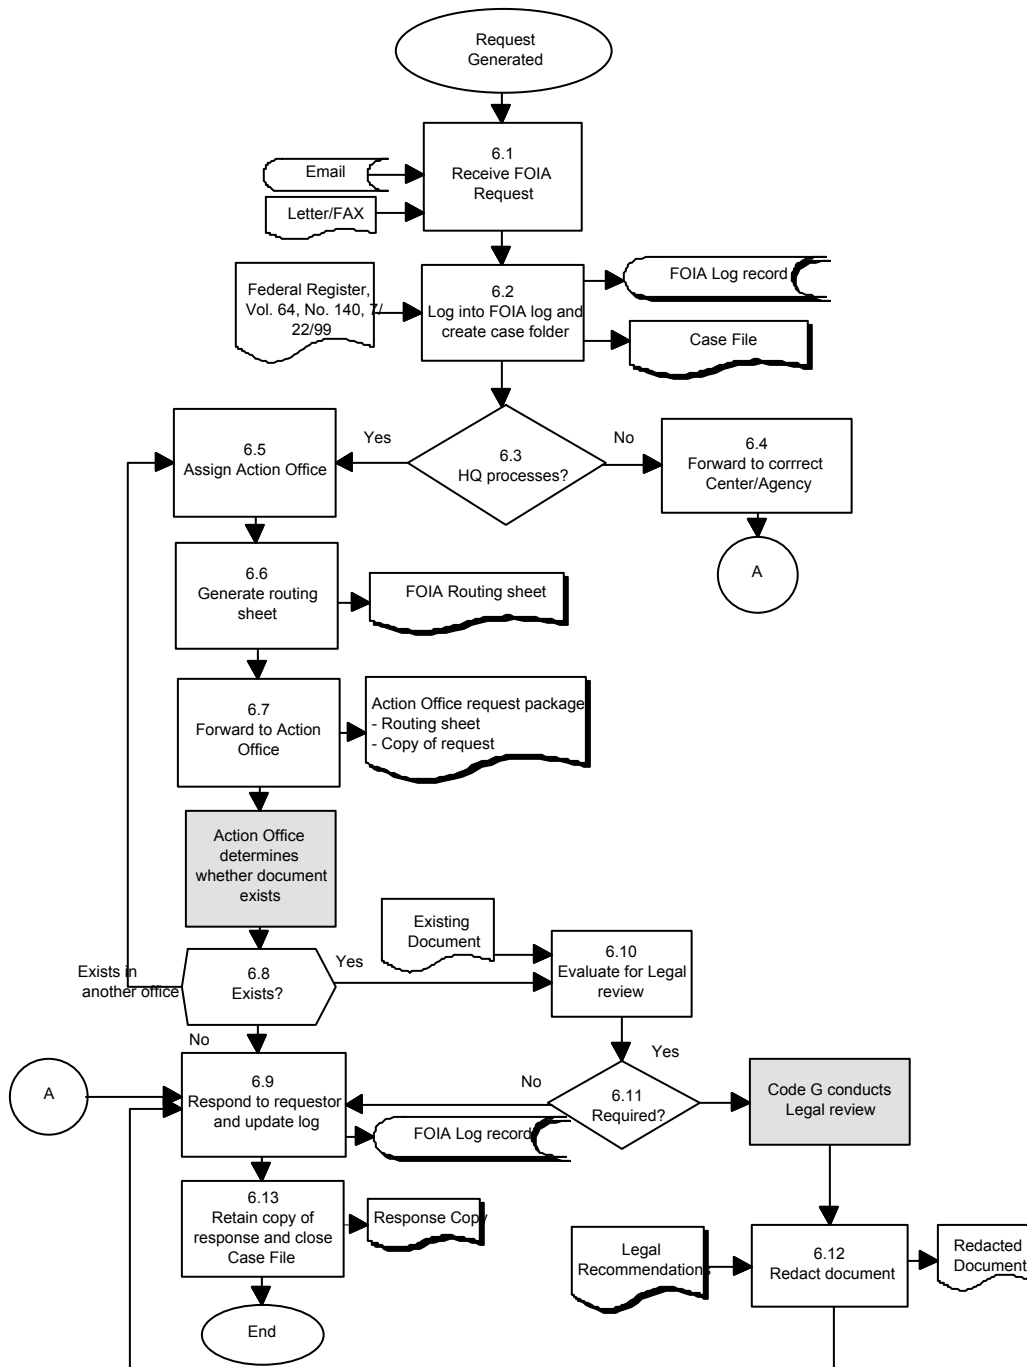 Request
Generated
6.1
Receive FOIA
Request
Email
Letter/FAX
Federal Register,
Vol. 64, No. 140, 7/
22/99
6.2
Log into FOIA log and
create case folder
FOIA Log record
Case File
6.3
HQ processes?
Yes
No
6.5
Assign Action Office
6.4
Forward to corrrect
Center/Agency
A
6.6
Generate routing
sheet
FOIA Routing sheet
6.7
Forward to Action
Office
Action Office request package
- Routing sheet
- Copy of request
Action Office
determines
whether document
exists
Existing
Document
6.8
Exists?
Exists in
another office
Yes
No
6.10
Evaluate for Legal
review
A
6.9
Respond to requestor
and update log
No
6.11
Required?
Yes
Code G conducts
Legal review
FOIA Log record
6.13
Retain copy of
response and close
Case File
Response Copy
Legal
Recommendations
6.12
Redact document
Redacted
Document
End